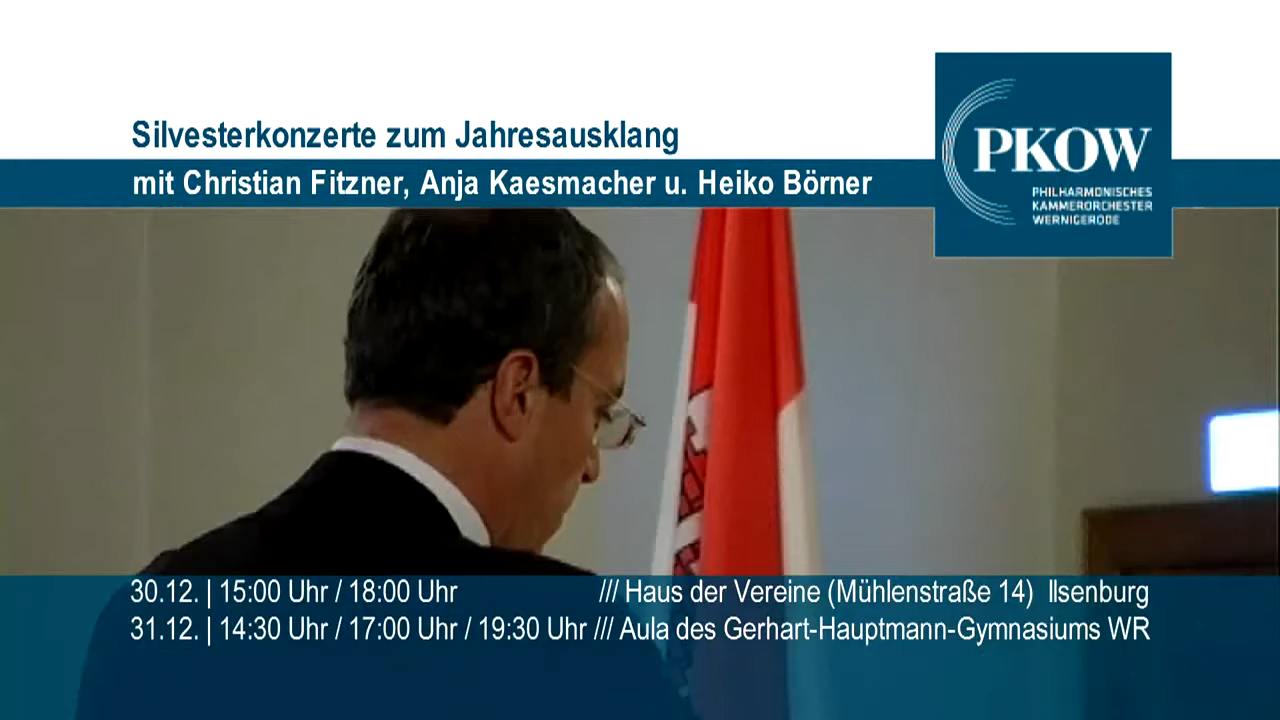 Silvesterkonzerte zum Jahresausklang
mit Christian Fitzner, Anja Kaesmacher u. Heiko Börner
PKOW
PHILHARMONISCHES
KAMMERORCHESTER
WERNIGERODE
30.12. | 15:00 Uhr / 18:00 Uhr /// Haus der Vereine (Mühlenstraße 14) Ilsenburg
31.12. | 14:30 Uhr / 17:00 Uhr / 19:30 Uhr /// Aula des Gerhart-Hauptmann-Gymnasiums WR